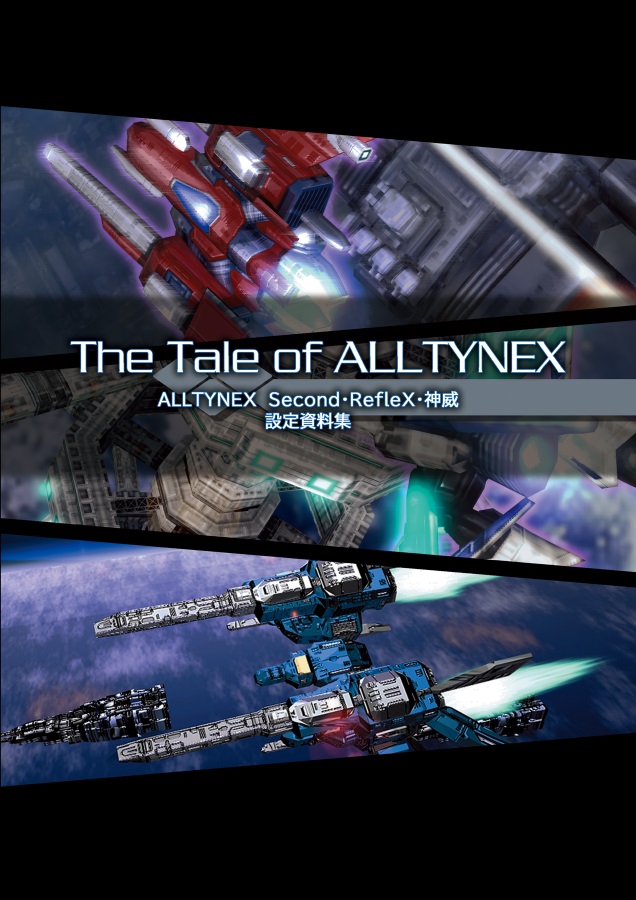 The Tale of ALLTYNEX
ALLTYNEX Second・RefleX・神威
設定資料集